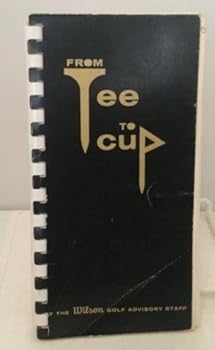 FROM
Tee
TO
CUP
BY THE Wilson GOLF ADVISORY STAFF